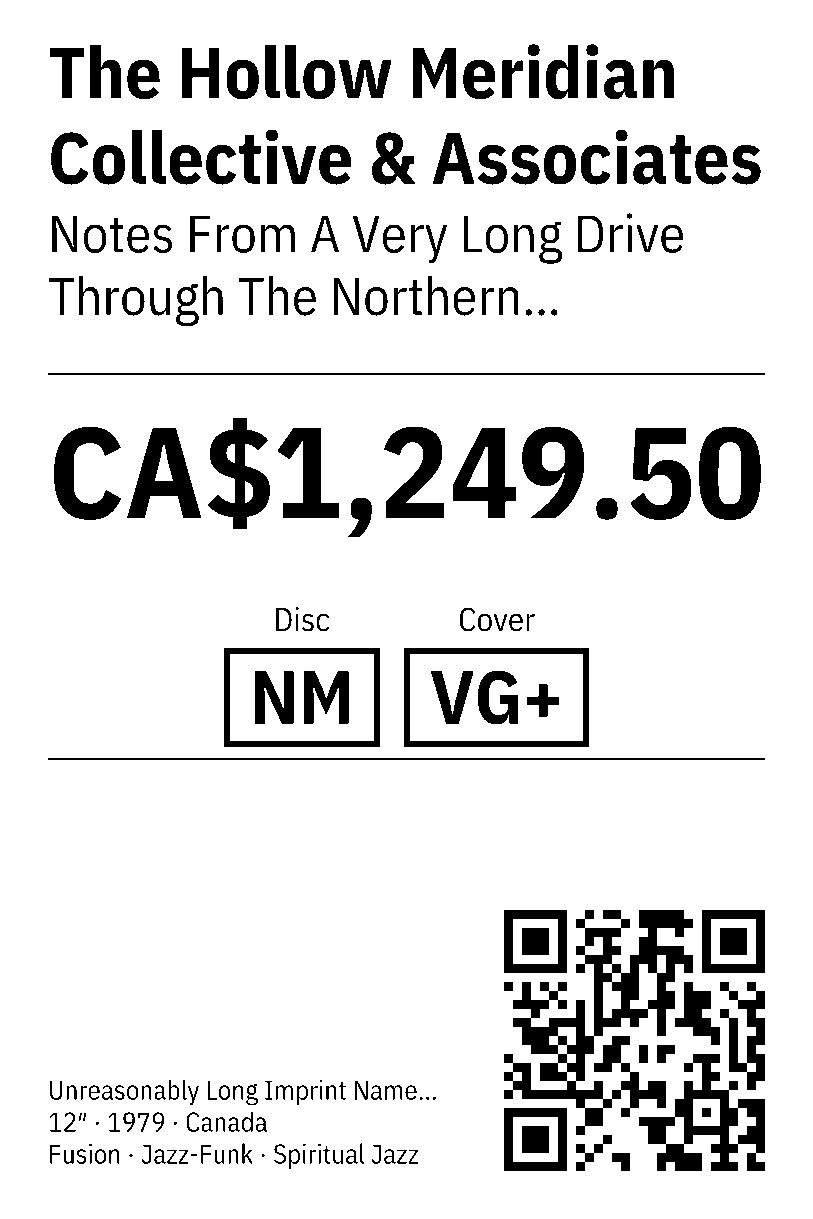 The Hollow Meridian
Collective & Associates
Notes From A Very Long Drive
Through The Northern...
CA$1,249.50
Disc Cover
NM VG+
Unreasonably Long Imprint Name...
12″ · 1979 · Canada
Fusion · Jazz-Funk · Spiritual Jazz